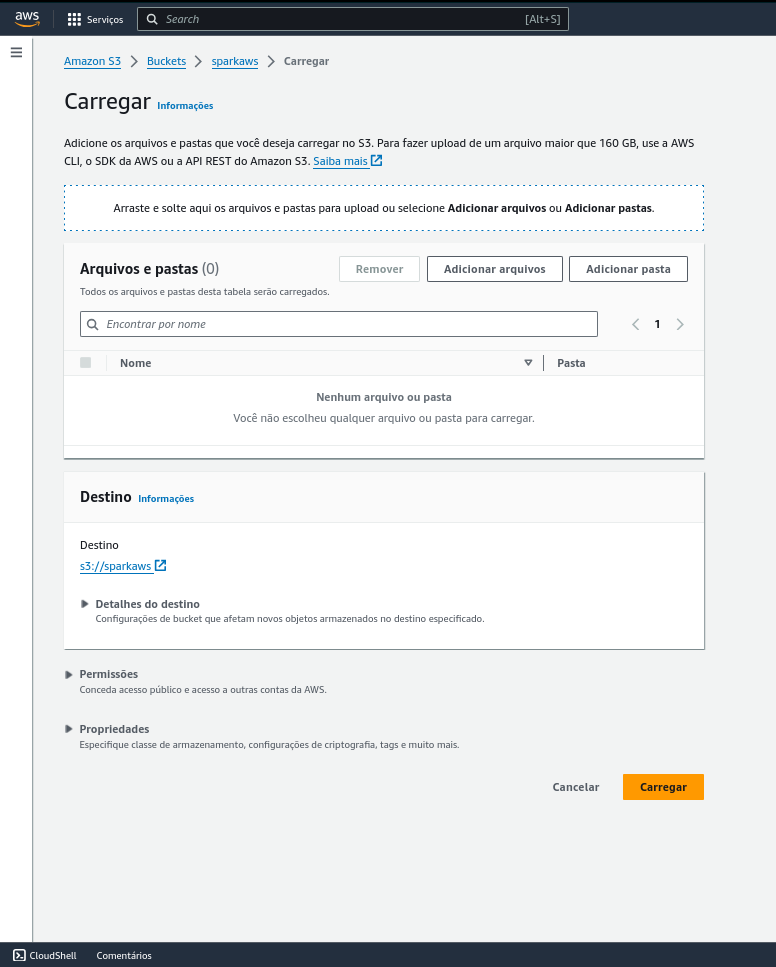 aws Serviços Search [Alt+S]
Amazon S3 Buckets sparkaws Carregar
Carregar Informações
Adicione os arquivos e pastas que você deseja carregar no S3. Para fazer upload de um arquivo maior que 160 GB, use a AWS
CLI, o SDK da AWS ou a API REST do Amazon S3. Saiba mais
Arraste e solte aqui os arquivos e pastas para upload ou selecione Adicionar arquivos ou Adicionar pastas.
Arquivos e pastas (0) Remover Adicionar arquivos Adicionar pasta
Todos os arquivos e pastas desta tabela serão carregados.
Encontrar por nome 1
Nome Pasta
Nenhum arquivo ou pasta
Você não escolheu qualquer arquivo ou pasta para carregar.
Destino Informações
Destino
s3://sparkaws
Detalhes do destino
Configurações de bucket que afetam novos objetos armazenados no destino especificado.
Permissões
Conceda acesso público e acesso a outras contas da AWS.
Propriedades
Especifique classe de armazenamento, configurações de criptografia, tags e muito mais.
Cancelar Carregar
CloudShell Comentários